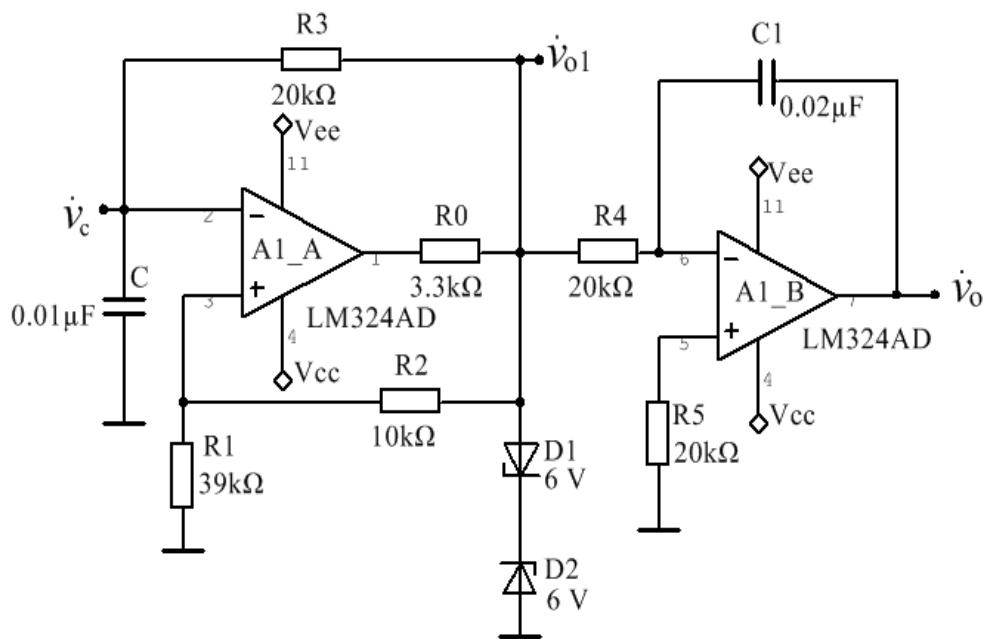 R3
20kΩ
v̇o1
C1
0.02μF
Vee
11
Vee
11
v̇c
2
−
A1_A
1
R0
3.3kΩ
R4
20kΩ
6
−
A1_B
7
v̇o
C
0.01μF
3
+
LM324AD
4
Vcc
5
+
LM324AD
4
Vcc
R2
10kΩ
R1
39kΩ
R5
20kΩ
D1
6 V
D2
6 V